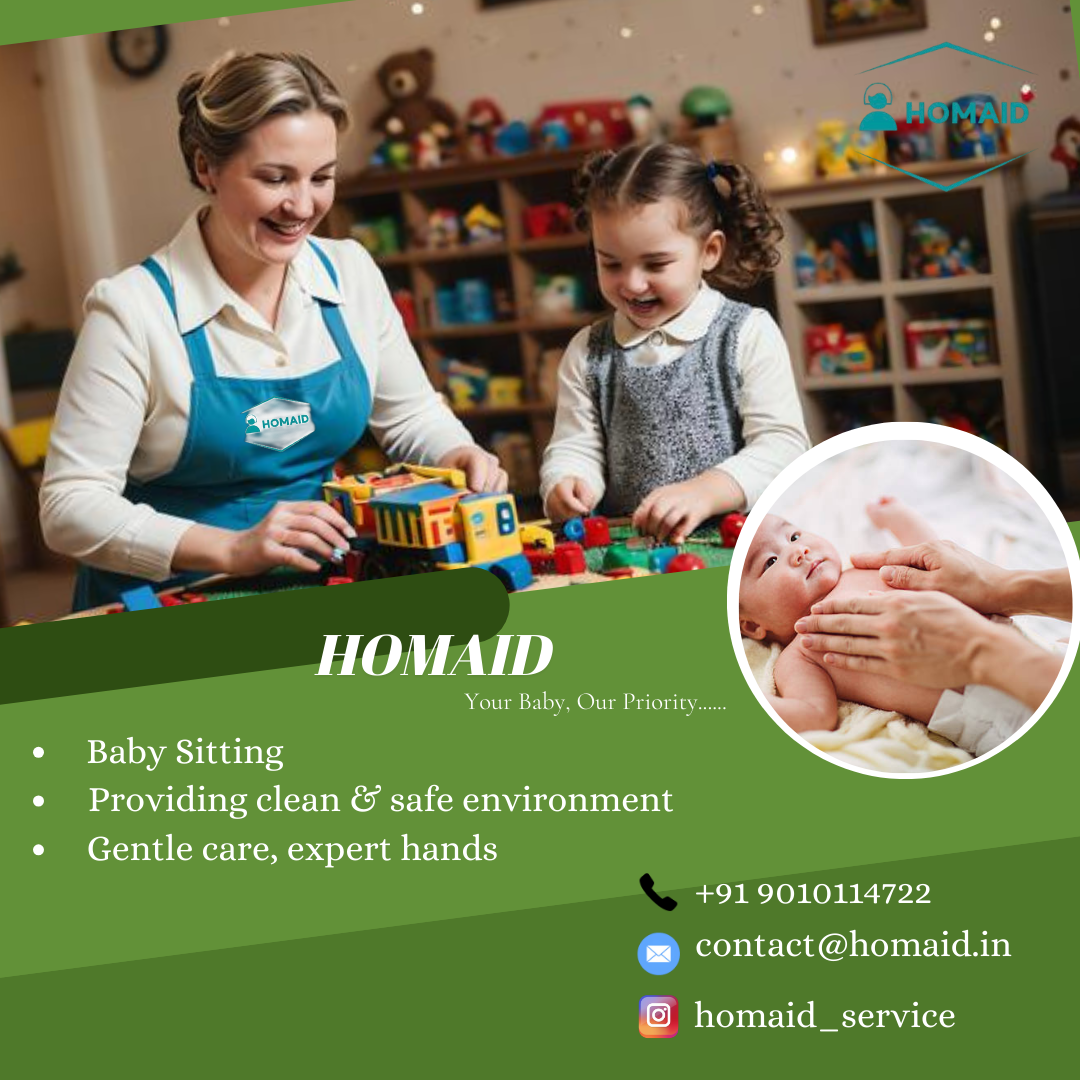 HOMAID
HOMAID
HOMAID
Your Baby, Our Priority......
• Baby Sitting
• Providing clean & safe environment
• Gentle care, expert hands
+91 9010114722
contact@homaid.in
homaid_service